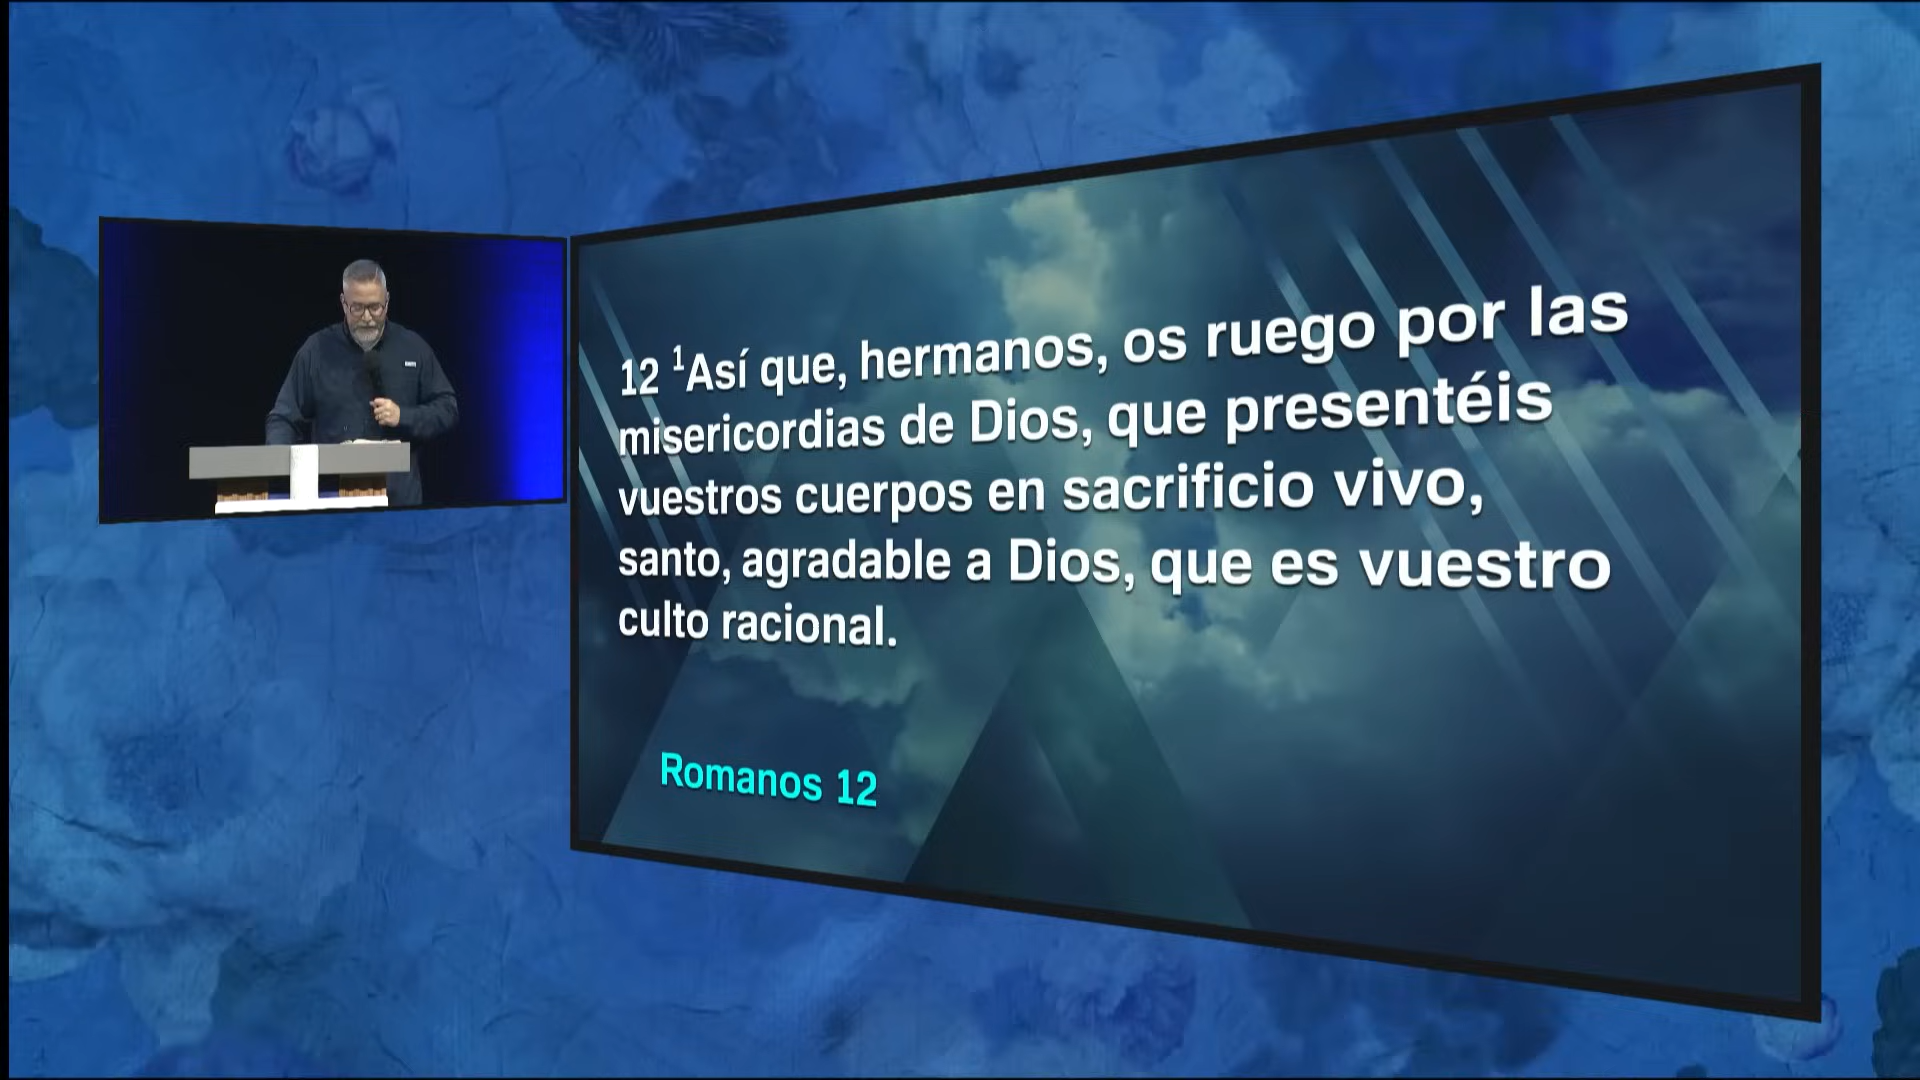 12 ¹Así que, hermanos, os ruego por las
misericordias de Dios, que presentéis
vuestros cuerpos en sacrificio vivo,
santo, agradable a Dios, que es vuestro
culto racional.
Romanos 12